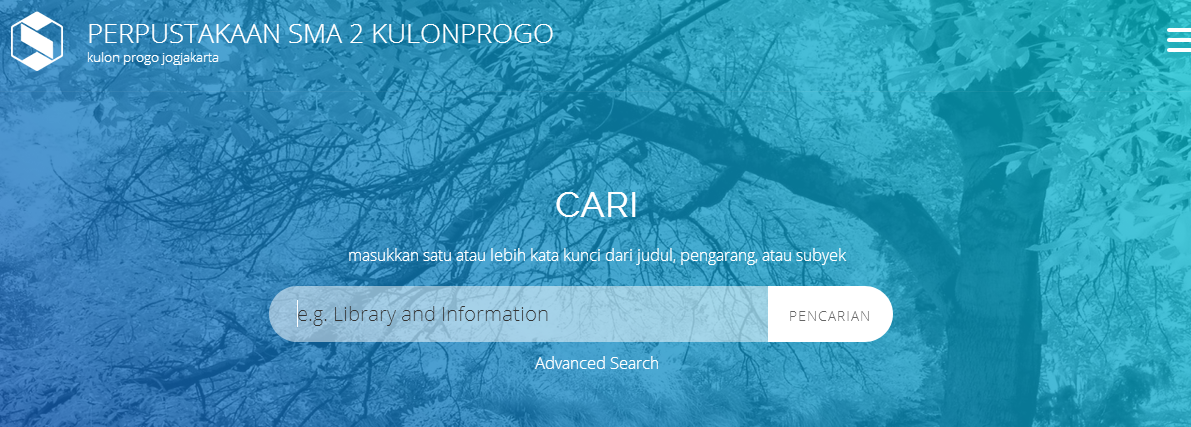 PERPUSTAKAAN SMA 2 KULONPROGO
kulon progo jogjakarta
CARI
masukkan satu atau lebih kata kunci dari judul, pengarang, atau subyek
e.g. Library and Information
PENCARIAN
Advanced Search